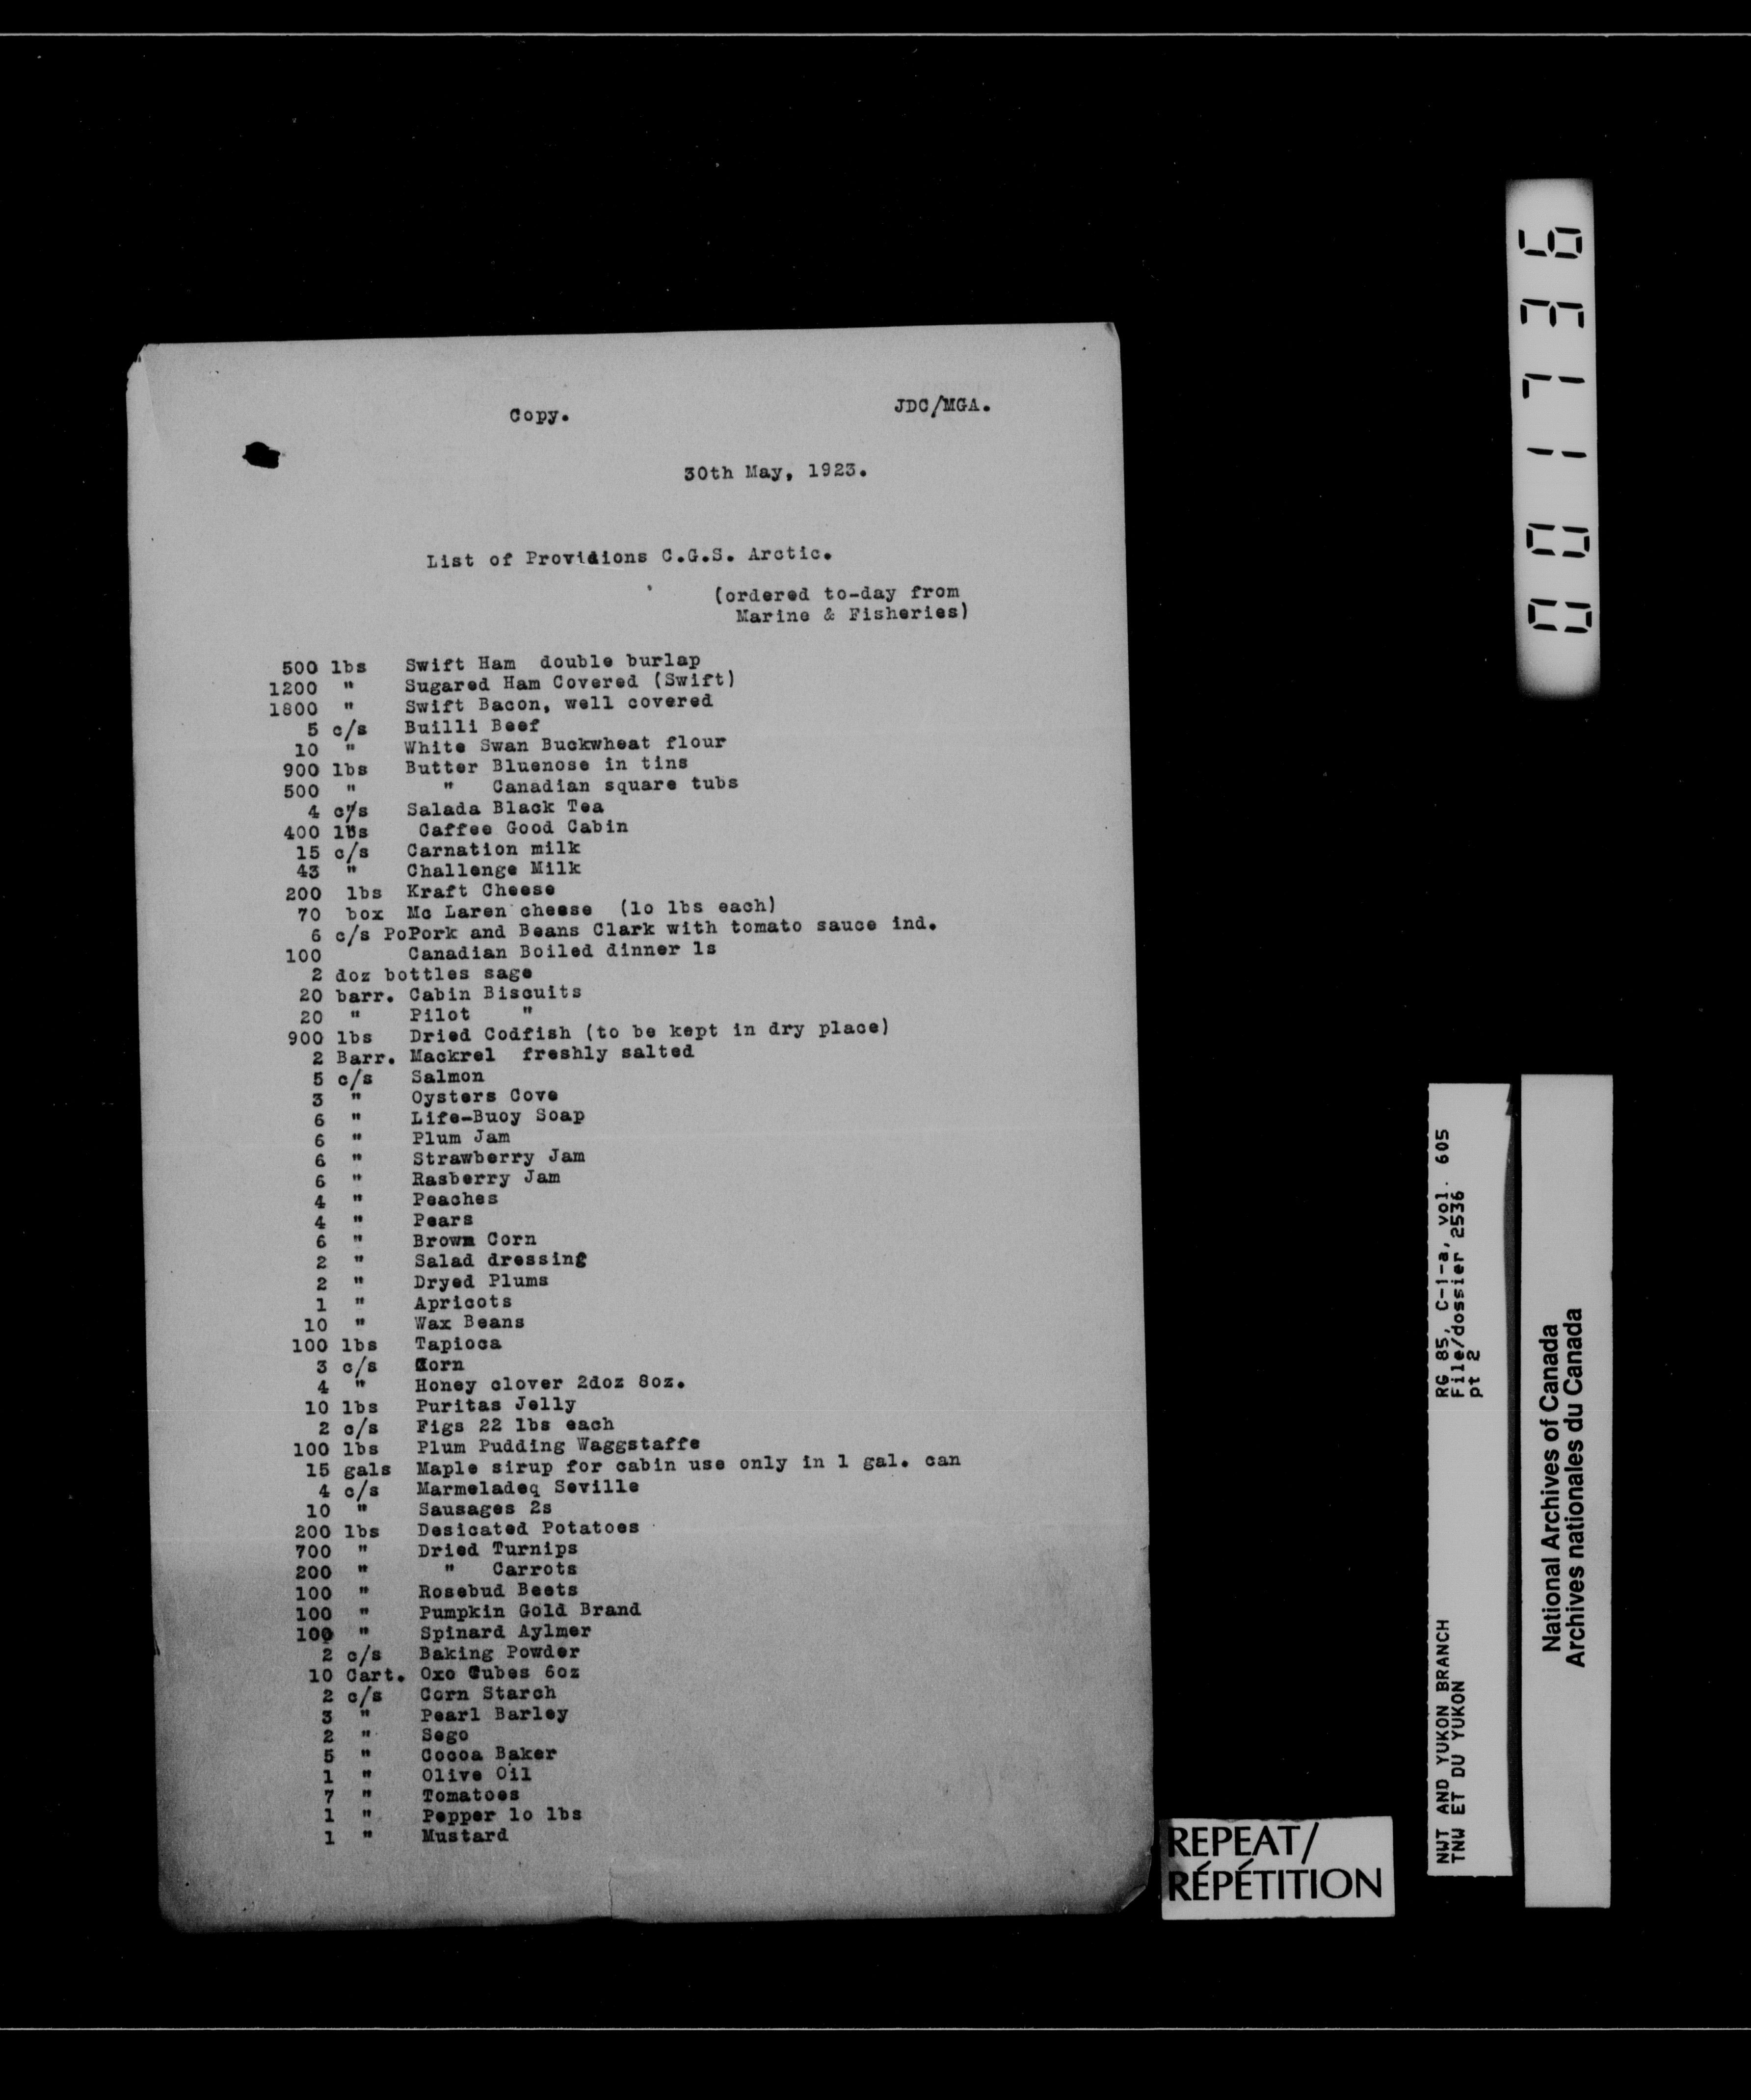 Copy.
JDC/MGA.
30th May, 1923.
List of Providions C.G.S. Arctic.
(ordered to-day from
Marine & Fisheries)
500 lbs Swift Ham double burlap
1200 " Sugared Ham Covered (Swift)
1800 " Swift Bacon, well covered
5 c/s Builli Beef
10 " White Swan Buckwheat flour
900 lbs Butter Bluenose in tins
500 " " Canadian square tubs
4 c/s Salada Black Tea
400 lbs Caffee Good Cabin
15 c/s Carnation milk
43 " Challenge Milk
200 lbs Kraft Cheese
70 box Mc Laren cheese (lo lbs each)
6 c/s PoPork and Beans Clark with tomato sauce ind.
100 Canadian Boiled dinner 1s
2 doz bottles sage
20 barr. Cabin Biscuits
20 " Pilot "
900 lbs Dried Codfish (to be kept in dry place)
2 Barr. Mackrel freshly salted
5 c/s Salmon
3 " Oysters Cove
6 " Life-Buoy Soap
6 " Plum Jam
6 " Strawberry Jam
6 " Rasberry Jam
4 " Peaches
4 " Pears
6 " Brown Corn
2 " Salad dressing
2 " Dryed Plums
1 " Apricots
10 " Wax Beans
100 lbs Tapioca
3 c/s Corn
4 " Honey clover 2doz 8oz.
10 lbs Puritas Jelly
2 c/s Figs 22 lbs each
100 lbs Plum Pudding Waggstaffe
15 gals Maple sirup for cabin use only in 1 gal. can
4 c/s Marmeladeq Seville
10 " Sausages 2s
200 lbs Desicated Potatoes
700 " Dried Turnips
200 " " Carrots
100 " Rosebud Beets
100 " Pumpkin Gold Brand
100 " Spinard Aylmer
2 c/s Baking Powder
10 Cart. Oxo Cubes 6oz
2 c/s Corn Starch
3 " Pearl Barley
2 " Sego
5 " Cocoa Baker
1 " Olive Oil
7 " Tomatoes
1 " Pepper lo lbs
1 " Mustard
REPEAT/
RÉPÉTITION
001736
RG 85, C-1-a, vol. 605
File/dossier 2536
pt 2
NWT AND YUKON BRANCH
TNW ET DU YUKON
National Archives of Canada
Archives nationales du Canada